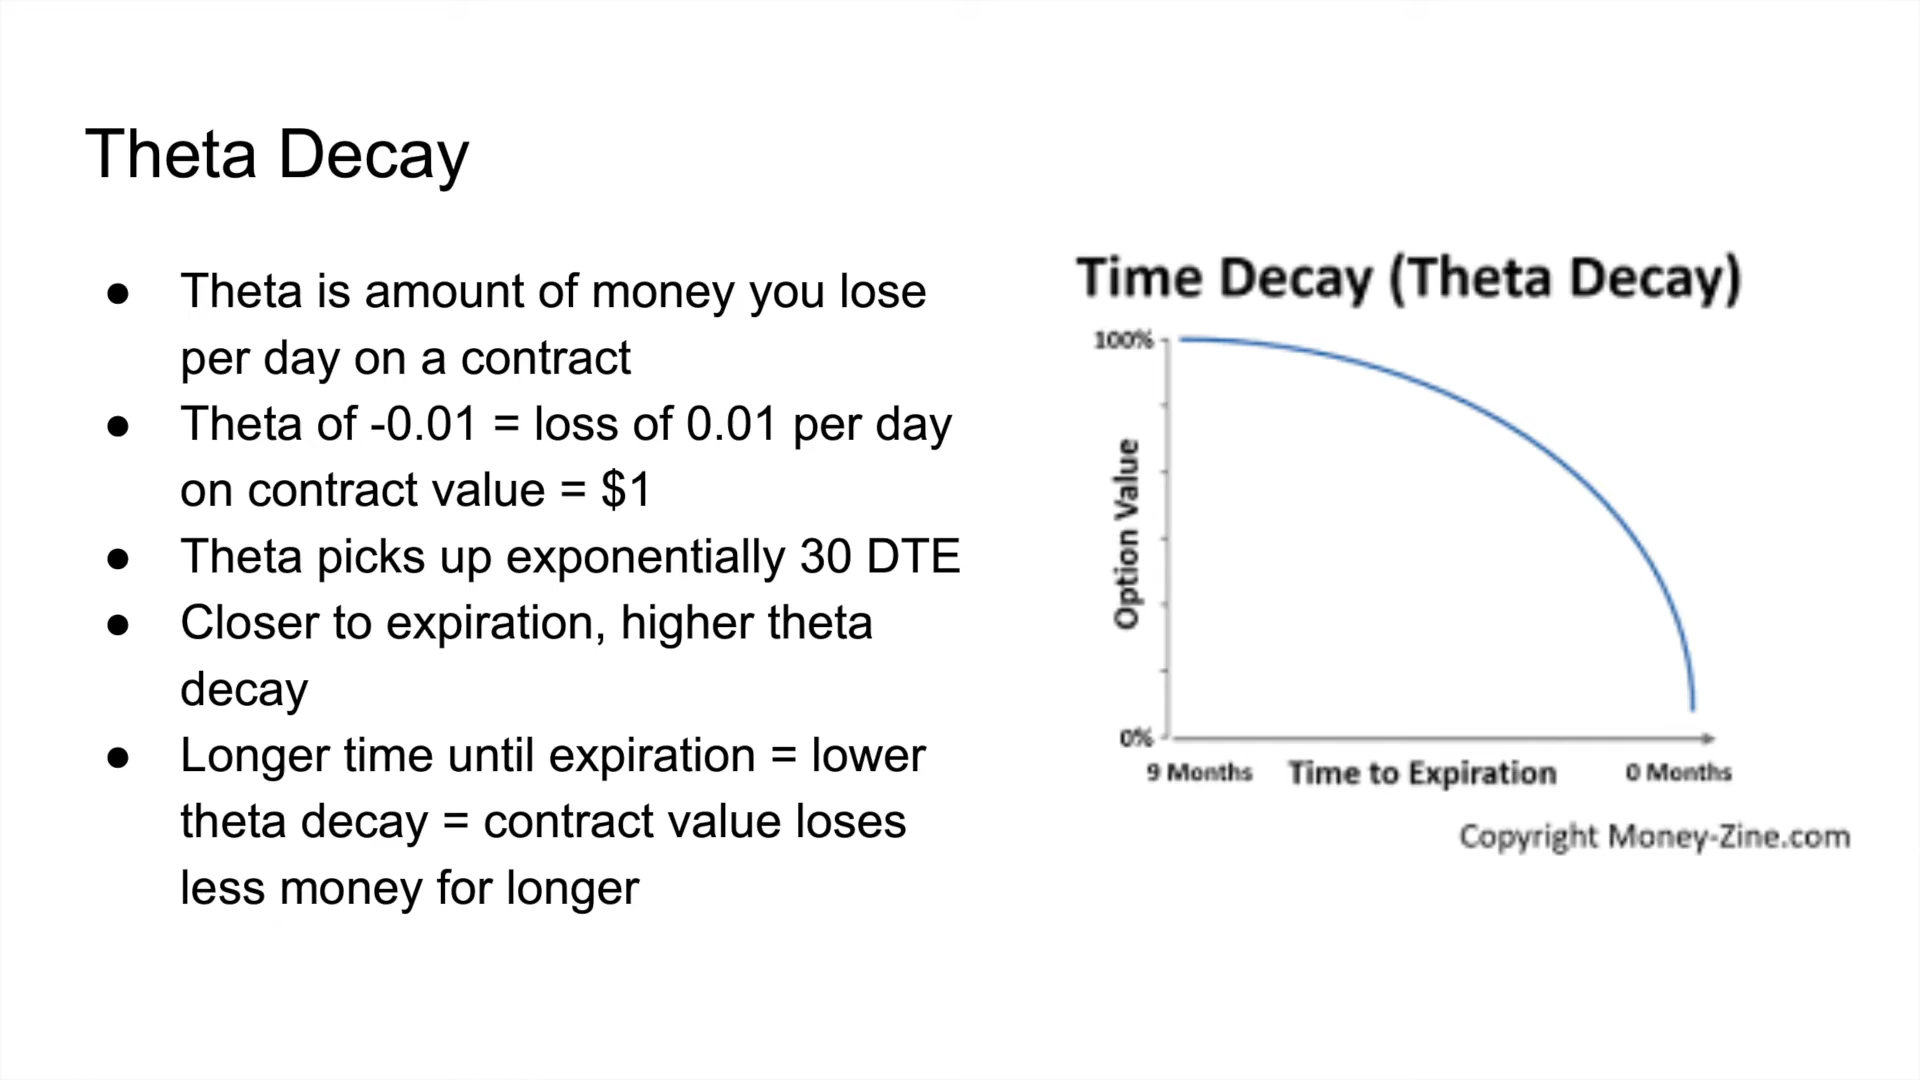 Theta Decay
● Theta is amount of money you lose
per day on a contract
● Theta of -0.01 = loss of 0.01 per day
on contract value = $1
● Theta picks up exponentially 30 DTE
● Closer to expiration, higher theta
decay
● Longer time until expiration = lower
theta decay = contract value loses
less money for longer
Time Decay (Theta Decay)
100%
Option Value
0%
9 Months Time to Expiration 0 Months
Copyright Money-Zine.com